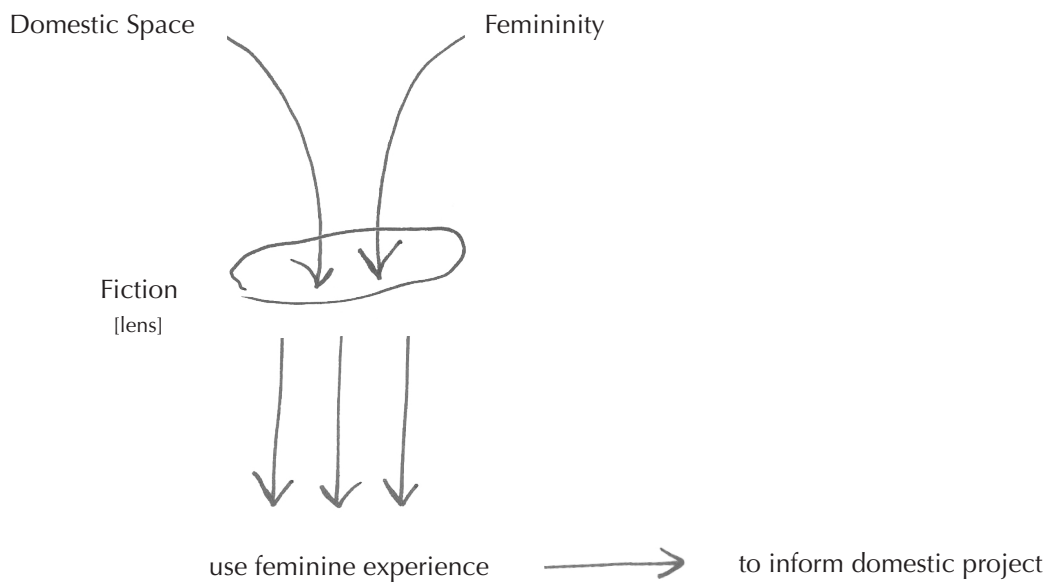 Domestic Space
Femininity
Fiction
[lens]
use feminine experience
to inform domestic project